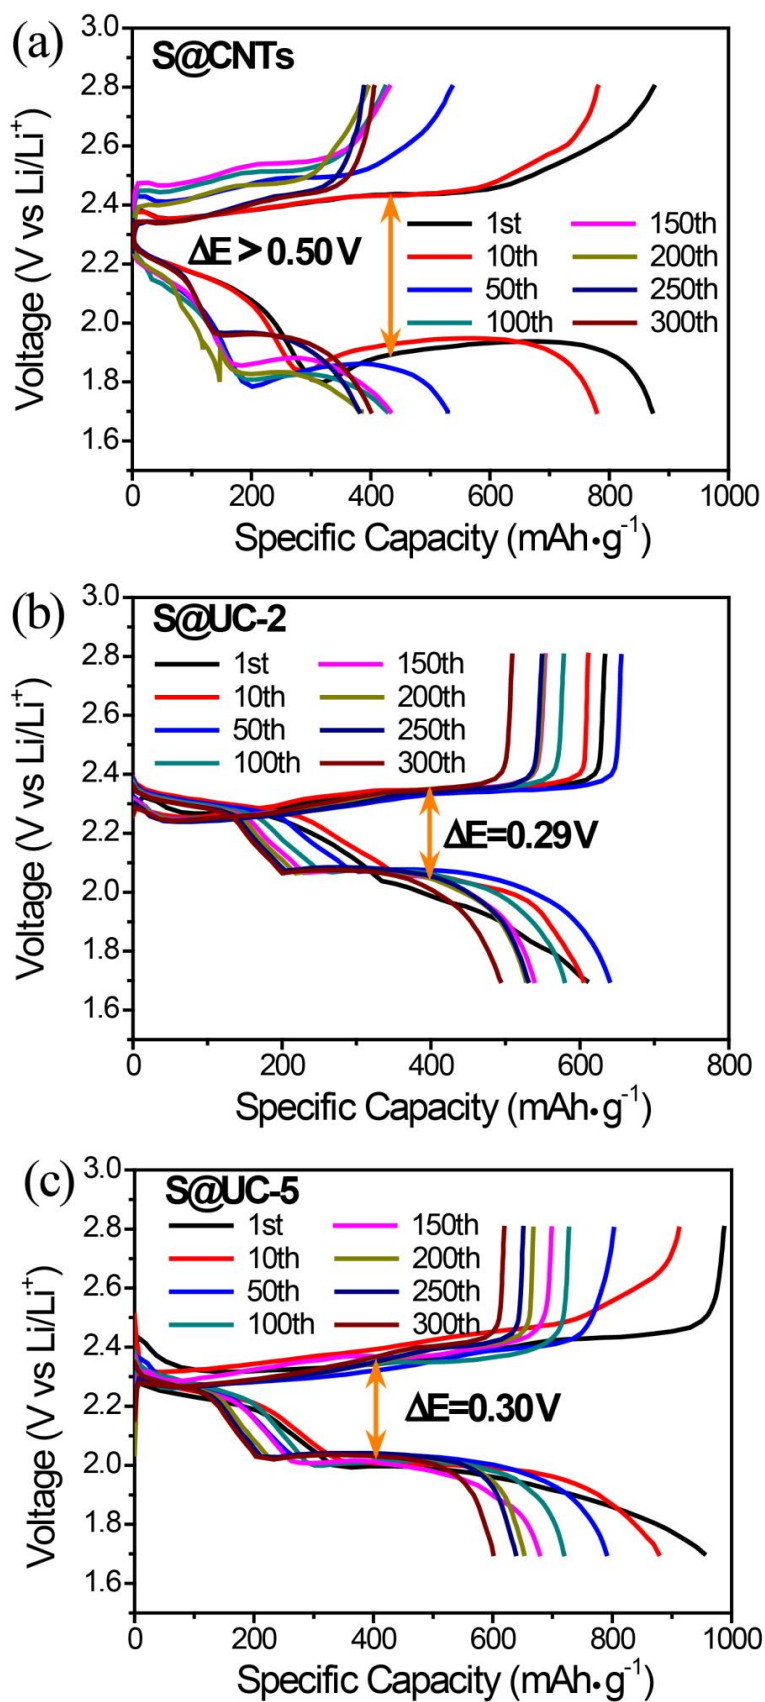 (a)
S@CNTs
3.0
2.8
2.6
2.4
2.2
2.0
1.8
1.6
Voltage (V vs Li/Li⁺)
ΔE > 0.50 V
1st 150th
10th 200th
50th 250th
100th 300th
0 200 400 600 800 1000
Specific Capacity (mAh·g⁻¹)
(b)
S@UC-2
3.0
2.8
2.6
2.4
2.2
2.0
1.8
1.6
Voltage (V vs Li/Li⁺)
1st 150th
10th 200th
50th 250th
100th 300th
ΔE=0.29 V
0 200 400 600 800
Specific Capacity (mAh·g⁻¹)
(c)
S@UC-5
3.0
2.8
2.6
2.4
2.2
2.0
1.8
1.6
Voltage (V vs Li/Li⁺)
1st 150th
10th 200th
50th 250th
100th 300th
ΔE=0.30 V
0 200 400 600 800 1000
Specific Capacity (mAh·g⁻¹)